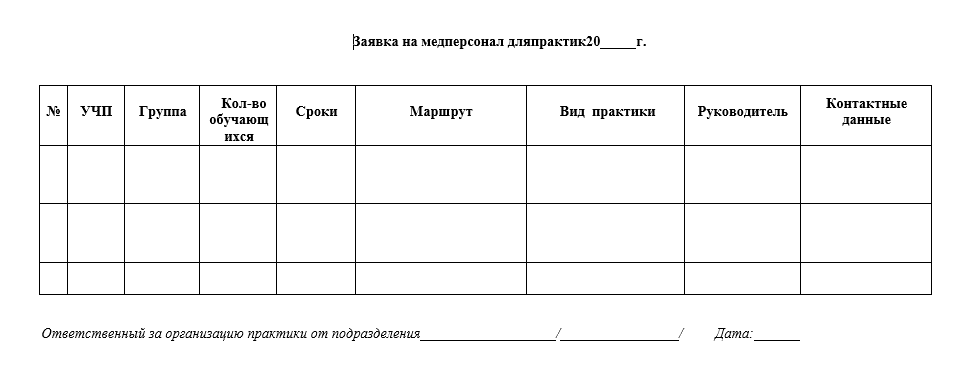 Заявка на медперсонал дляпрактик20_____г.
№ УЧП Группа Кол-во обучающ ихся Сроки Маршрут Вид практики Руководитель Контактные данные
Ответственный за организацию практики от подразделения___________________/_________________/ Дата:______